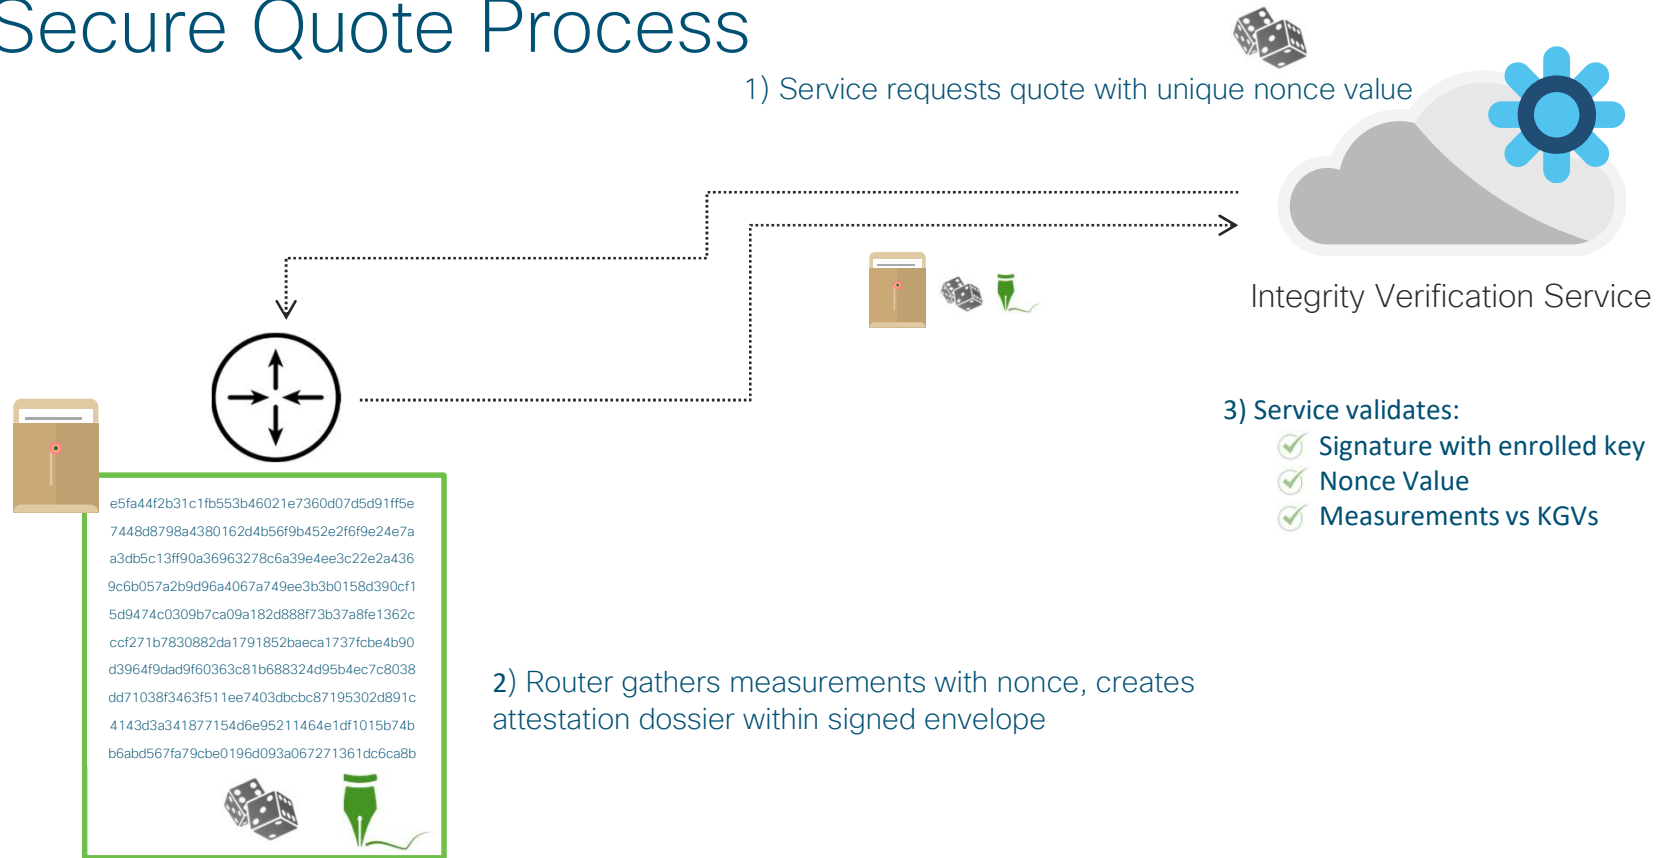 Secure Quote Process
1) Service requests quote with unique nonce value
Integrity Verification Service
3) Service validates:
Signature with enrolled key
Nonce Value
Measurements vs KGVs
e5fa44f2b31c1fb553b46021e7360d07d5d91ff5e
7448d8798a4380162d4b56f9b452e2f6f9e24e7a
a3db5c13ff90a36963278c6a39e4ee3c22e2a436
9c6b057a2b9d96a4067a749ee3b3b0158d390cf1
5d9474c0309b7ca09a182d888f73b37a8fe1362c
ccf271b7830882da1791852baeca1737fcbe4b90
d3964f9dad9f60363c81b688324d95b4ec7c8038
dd71038f3463f511ee7403dbcbc87195302d891c
4143d3a341877154d6e95211464e1df1015b74b
b6abd567fa79cbe0196d093a067271361dc6ca8b
2) Router gathers measurements with nonce, creates
attestation dossier within signed envelope